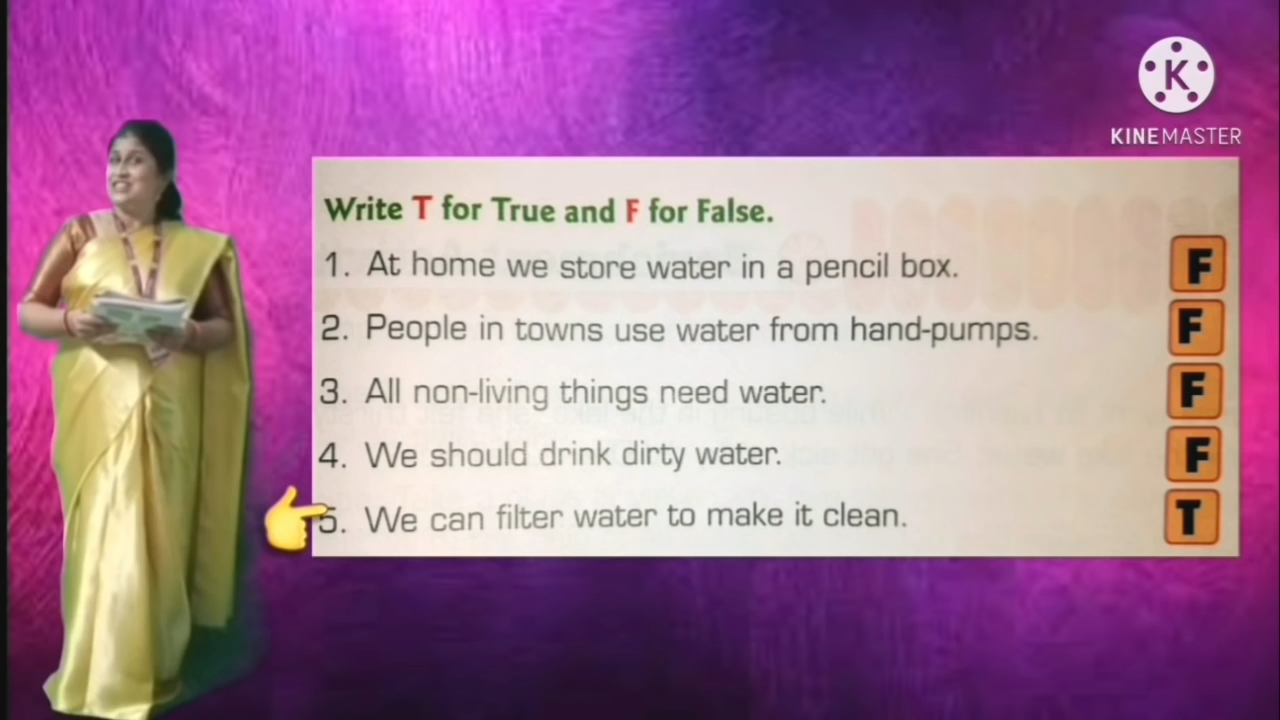 K
KINEMASTER
Write T for True and F for False.
1. At home we store water in a pencil box. F
2. People in towns use water from hand-pumps. F
3. All non-living things need water. F
4. We should drink dirty water. F
5. We can filter water to make it clean. T